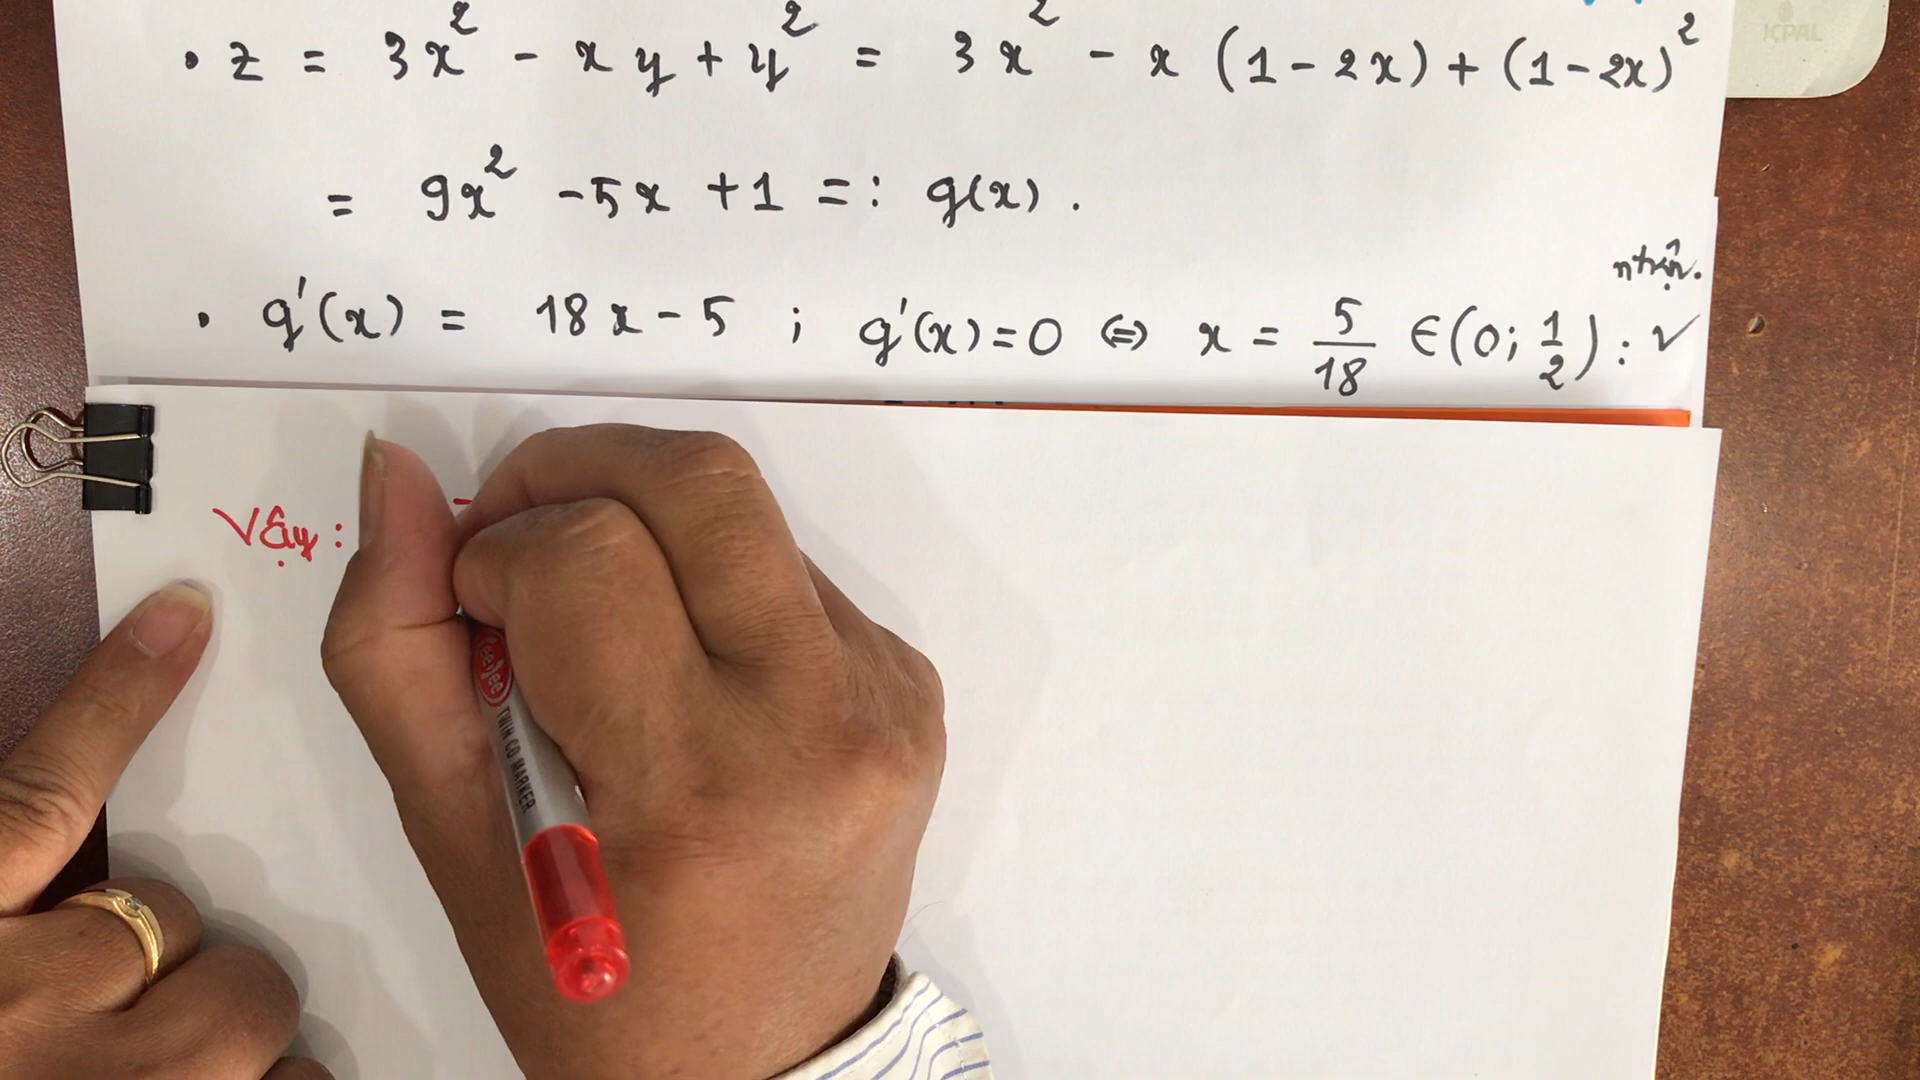 • z = 3x² - xy + y² = 3x² - x (1 - 2x) + (1 - 2x)²
= 9x² - 5x + 1 =: g(x).
nhận.
• g'(x) = 18x - 5 ; g'(x) = 0 ⇔ x = 5/18 ∈ (0; 1/2) : ✓
Vậy :
TWIN CD MARKER